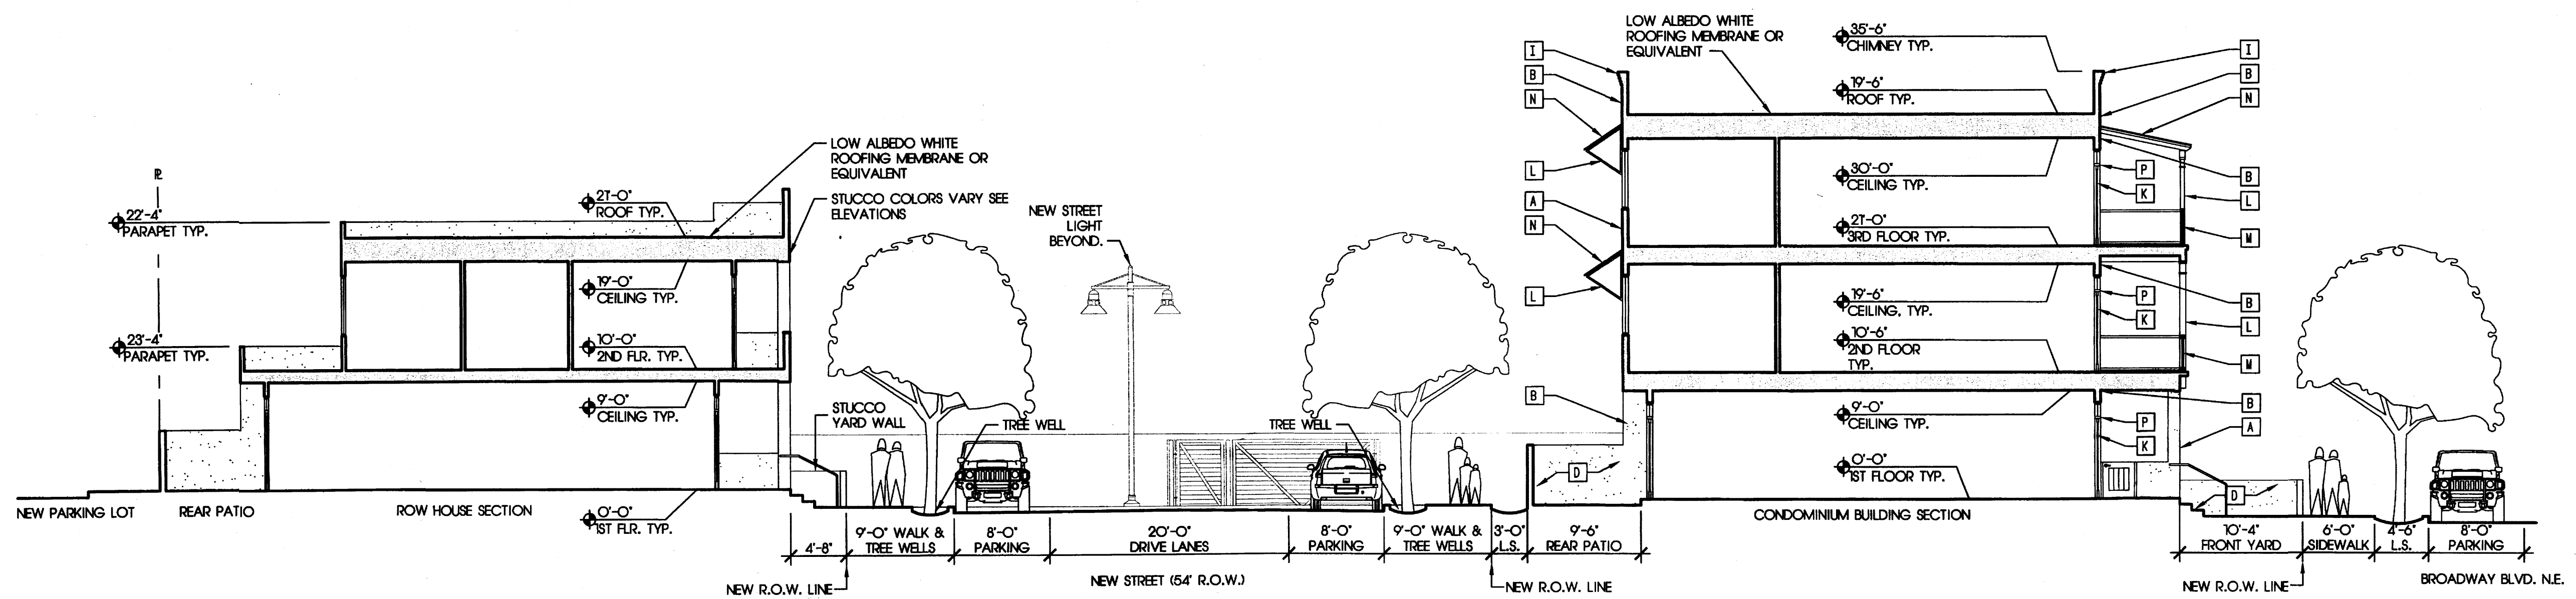 ℞
22'-4"
PARAPET TYP.
23'-4"
PARAPET TYP.
21'-0"
ROOF TYP.
19'-0"
CEILING TYP.
10'-0"
2ND FLR. TYP.
9'-0"
CEILING TYP.
0'-0"
1ST FLR. TYP.
NEW PARKING LOT
REAR PATIO
ROW HOUSE SECTION
LOW ALBEDO WHITE
ROOFING MEMBRANE OR
EQUIVALENT
STUCCO COLORS VARY SEE
ELEVATIONS
STUCCO
YARD WALL
TREE WELL
NEW STREET
LIGHT
BEYOND.
TREE WELL
4'-8"
9'-0" WALK &
TREE WELLS
8'-0"
PARKING
20'-0"
DRIVE LANES
8'-0"
PARKING
9'-0" WALK &
TREE WELLS
3'-0"
L.S.
9'-6"
REAR PATIO
NEW R.O.W. LINE
NEW STREET (54' R.O.W.)
NEW R.O.W. LINE
LOW ALBEDO WHITE
ROOFING MEMBRANE OR
EQUIVALENT
I
B
N
L
A
N
L
B
D
35'-6"
CHIMNEY TYP.
19'-6"
ROOF TYP.
30'-0"
CEILING TYP.
21'-0"
3RD FLOOR TYP.
19'-6"
CEILING. TYP.
10'-6"
2ND FLOOR
TYP.
9'-0"
CEILING TYP.
0'-0"
1ST FLOOR TYP.
CONDOMINIUM BUILDING SECTION
P
K
P
K
P
K
I
B
N
B
L
M
B
L
M
B
A
D
10'-4"
FRONT YARD
6'-0"
SIDEWALK
4'-6"
L.S.
8'-0"
PARKING
NEW R.O.W. LINE
BROADWAY BLVD. N.E.